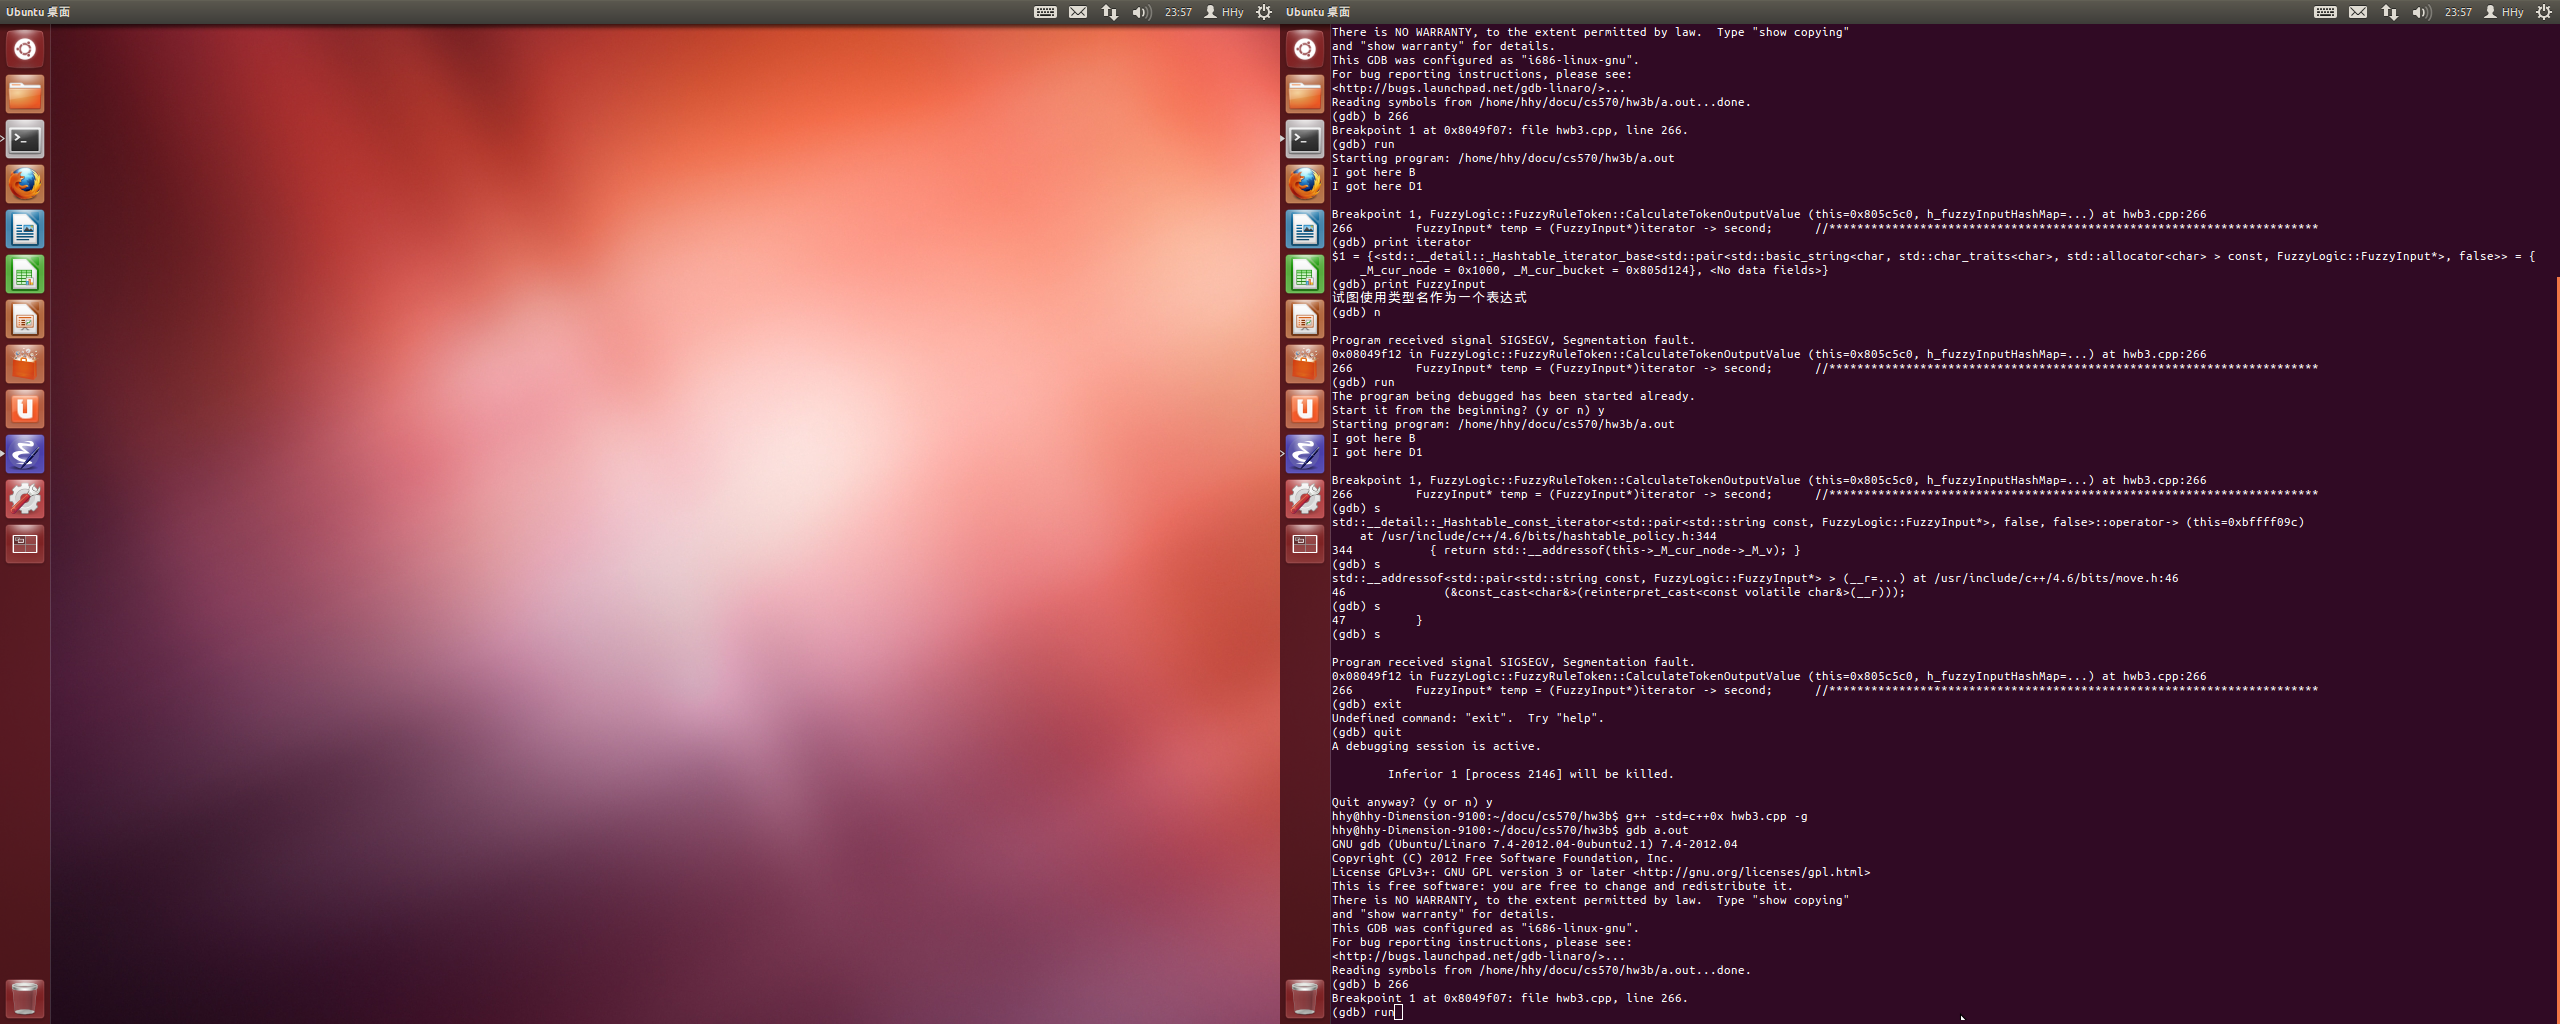 Ubuntu 桌面
23:57
HHy
Ubuntu 桌面
23:57
HHy
There is NO WARRANTY, to the extent permitted by law.  Type "show copying"
and "show warranty" for details.
This GDB was configured as "i686-linux-gnu".
For bug reporting instructions, please see:
<http://bugs.launchpad.net/gdb-linaro/>...
Reading symbols from /home/hhy/docu/cs570/hw3b/a.out...done.
(gdb) b 266
Breakpoint 1 at 0x8049f07: file hwb3.cpp, line 266.
(gdb) run
Starting program: /home/hhy/docu/cs570/hw3b/a.out
I got here B
I got here D1
Breakpoint 1, FuzzyLogic::FuzzyRuleToken::CalculateTokenOutputValue (this=0x805c5c0, h_fuzzyInputHashMap=...) at hwb3.cpp:266
266         FuzzyInput* temp = (FuzzyInput*)iterator -> second;      //**********************************************************************
(gdb) print iterator
$1 = {<std::__detail::_Hashtable_iterator_base<std::pair<std::basic_string<char, std::char_traits<char>, std::allocator<char> > const, FuzzyLogic::FuzzyInput*>, false>> = {
    _M_cur_node = 0x1000, _M_cur_bucket = 0x805d124}, <No data fields>}
(gdb) print FuzzyInput
试图使用类型名作为一个表达式
(gdb) n
Program received signal SIGSEGV, Segmentation fault.
0x08049f12 in FuzzyLogic::FuzzyRuleToken::CalculateTokenOutputValue (this=0x805c5c0, h_fuzzyInputHashMap=...) at hwb3.cpp:266
266         FuzzyInput* temp = (FuzzyInput*)iterator -> second;      //**********************************************************************
(gdb) run
The program being debugged has been started already.
Start it from the beginning? (y or n) y
Starting program: /home/hhy/docu/cs570/hw3b/a.out
I got here B
I got here D1
Breakpoint 1, FuzzyLogic::FuzzyRuleToken::CalculateTokenOutputValue (this=0x805c5c0, h_fuzzyInputHashMap=...) at hwb3.cpp:266
266         FuzzyInput* temp = (FuzzyInput*)iterator -> second;      //**********************************************************************
(gdb) s
std::__detail::_Hashtable_const_iterator<std::pair<std::string const, FuzzyLogic::FuzzyInput*>, false, false>::operator-> (this=0xbffff09c)
    at /usr/include/c++/4.6/bits/hashtable_policy.h:344
344           { return std::__addressof(this->_M_cur_node->_M_v); }
(gdb) s
std::__addressof<std::pair<std::string const, FuzzyLogic::FuzzyInput*> > (__r=...) at /usr/include/c++/4.6/bits/move.h:46
46              (&const_cast<char&>(reinterpret_cast<const volatile char&>(__r)));
(gdb) s
47          }
(gdb) s
Program received signal SIGSEGV, Segmentation fault.
0x08049f12 in FuzzyLogic::FuzzyRuleToken::CalculateTokenOutputValue (this=0x805c5c0, h_fuzzyInputHashMap=...) at hwb3.cpp:266
266         FuzzyInput* temp = (FuzzyInput*)iterator -> second;      //**********************************************************************
(gdb) exit
Undefined command: "exit".  Try "help".
(gdb) quit
A debugging session is active.
        Inferior 1 [process 2146] will be killed.
Quit anyway? (y or n) y
hhy@hhy-Dimension-9100:~/docu/cs570/hw3b$ g++ -std=c++0x hwb3.cpp -g
hhy@hhy-Dimension-9100:~/docu/cs570/hw3b$ gdb a.out
GNU gdb (Ubuntu/Linaro 7.4-2012.04-0ubuntu2.1) 7.4-2012.04
Copyright (C) 2012 Free Software Foundation, Inc.
License GPLv3+: GNU GPL version 3 or later <http://gnu.org/licenses/gpl.html>
This is free software: you are free to change and redistribute it.
There is NO WARRANTY, to the extent permitted by law.  Type "show copying"
and "show warranty" for details.
This GDB was configured as "i686-linux-gnu".
For bug reporting instructions, please see:
<http://bugs.launchpad.net/gdb-linaro/>...
Reading symbols from /home/hhy/docu/cs570/hw3b/a.out...done.
(gdb) b 266
Breakpoint 1 at 0x8049f07: file hwb3.cpp, line 266.
(gdb) run